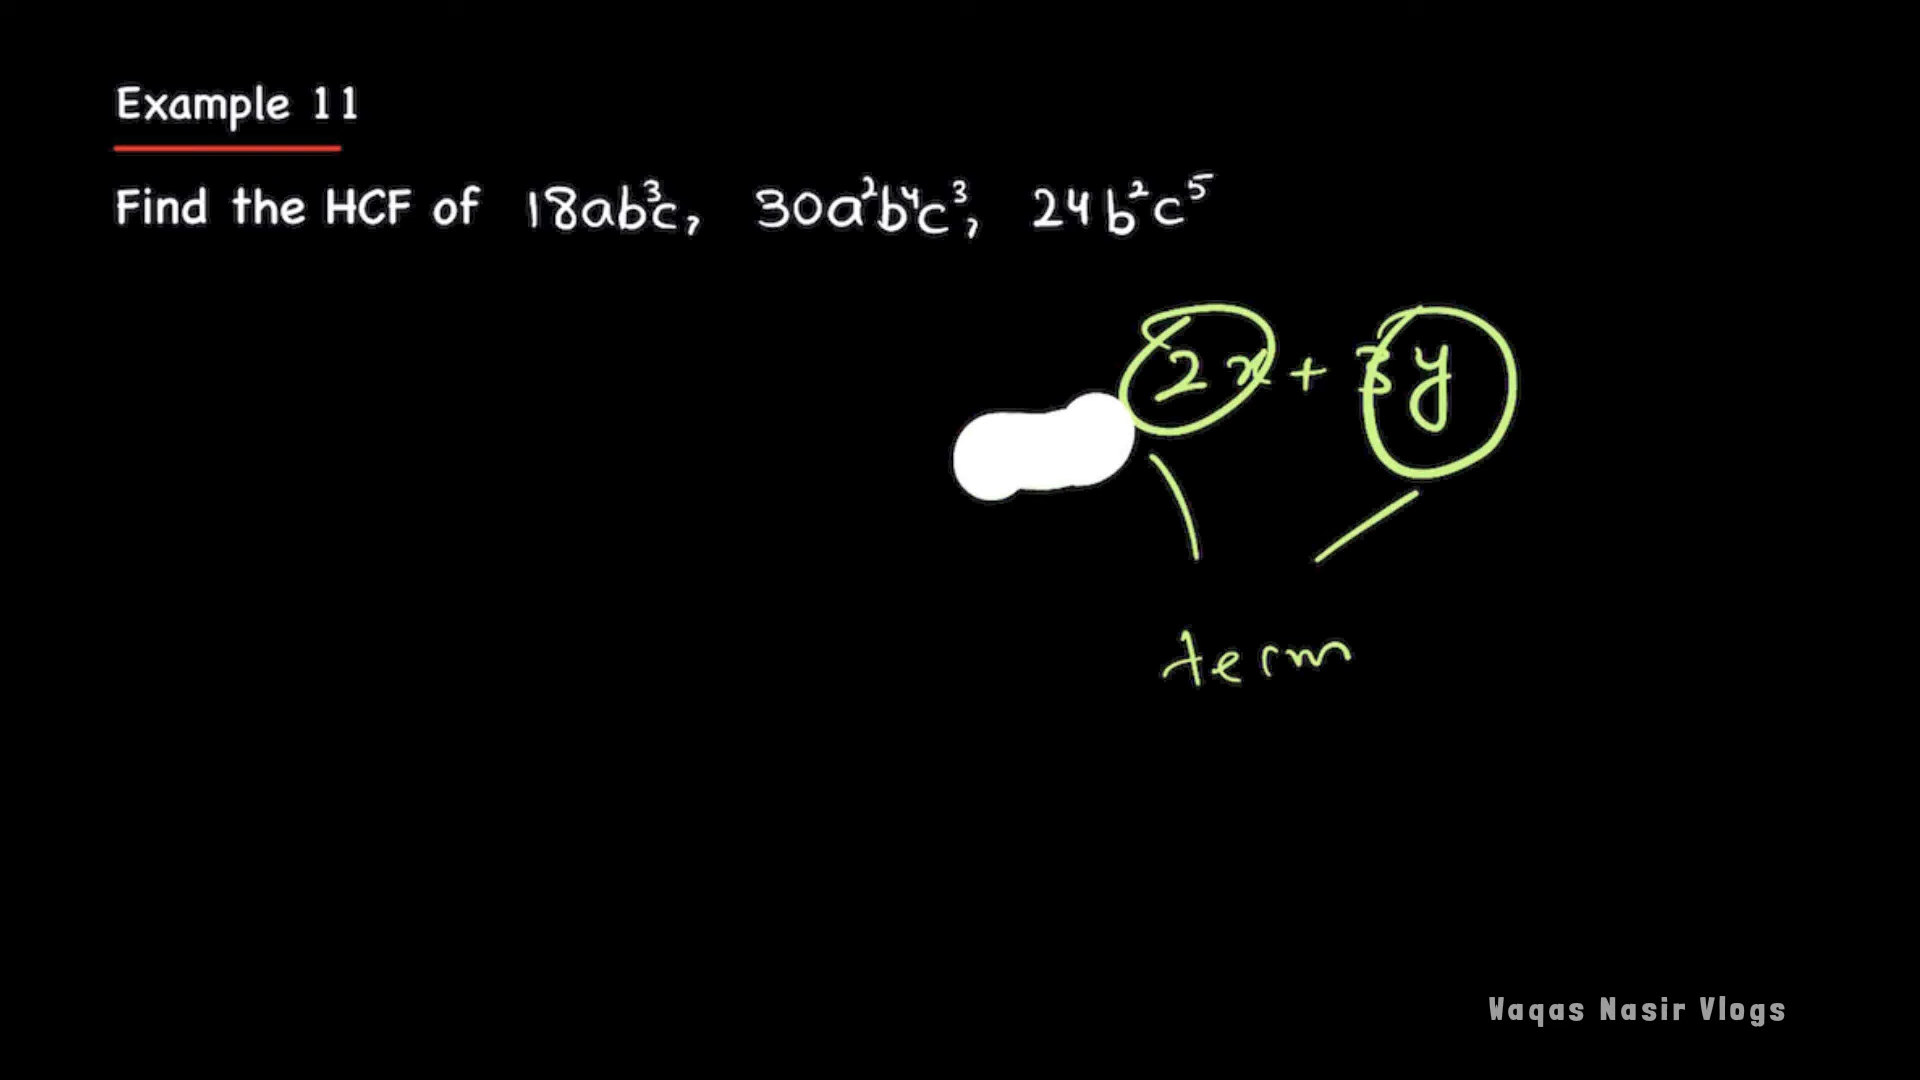 Example 11
Find the HCF of 18ab³c, 30a²b⁴c³, 24b²c⁵
2x + 3y
term
Waqas Nasir Vlogs